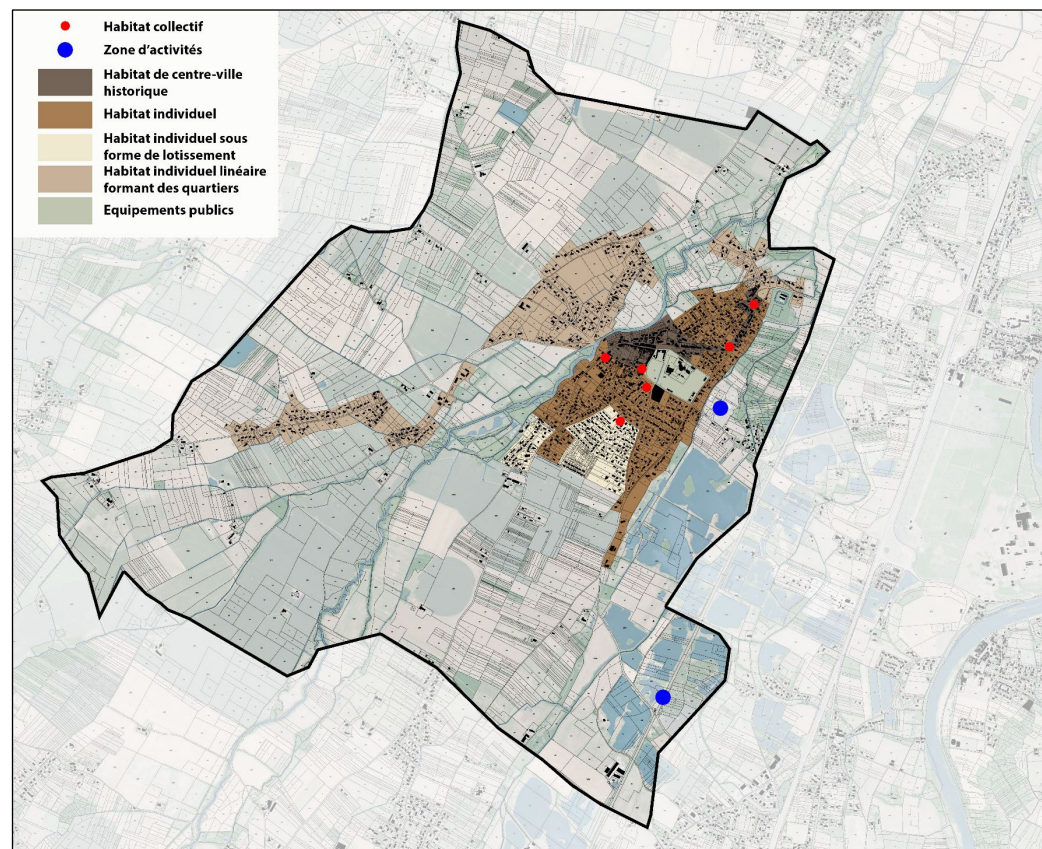 Habitat collectif
Zone d'activités
Habitat de centre-ville
historique
Habitat individuel
Habitat individuel sous
forme de lotissement
Habitat individuel linéaire
formant des quartiers
Equipements publics